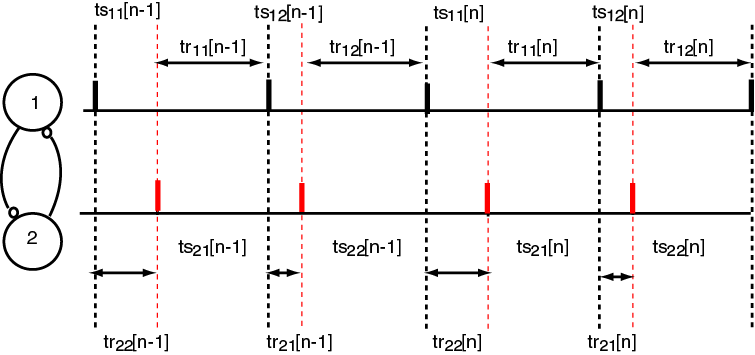 ts11[n-1] ts12[n-1] ts11[n] ts12[n]
tr11[n-1] tr12[n-1] tr11[n] tr12[n]
1
2
ts21[n-1] ts22[n-1] ts21[n] ts22[n]
tr22[n-1] tr21[n-1] tr22[n] tr21[n]